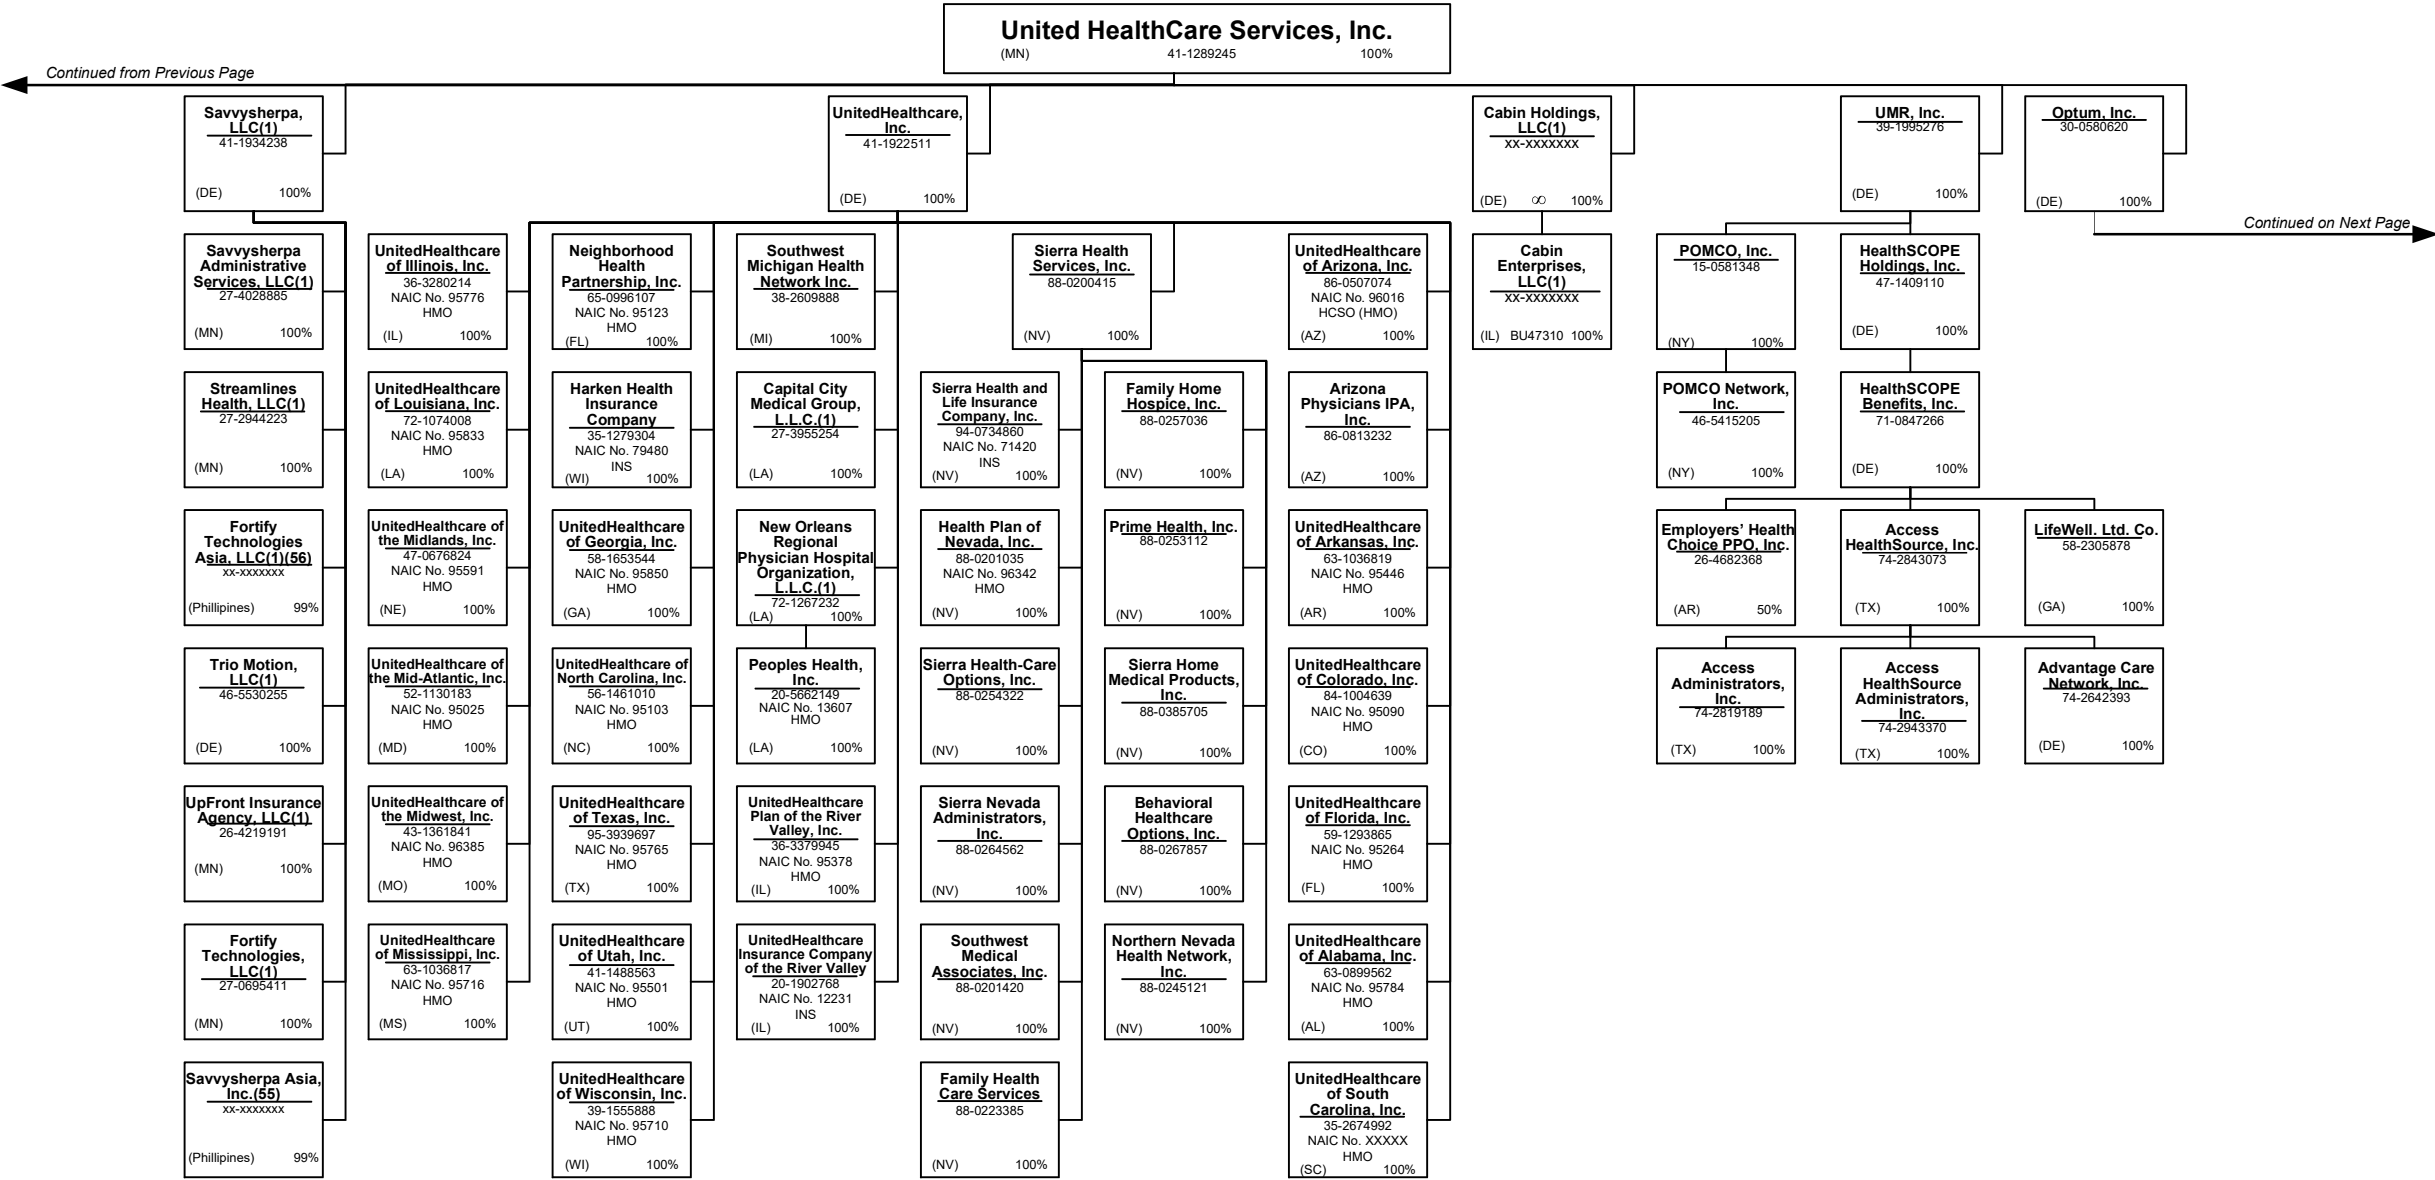 United HealthCare Services, Inc.
(MN) 41-1289245 100%
Continued from Previous Page
Savvysherpa,
LLC(1)
41-1934238
(DE) 100%
UnitedHealthcare,
Inc.
41-1922511
(DE) 100%
Cabin Holdings,
LLC(1)
xx-xxxxxxx
(DE) ∞ 100%
UMR, Inc.
39-1995276
(DE) 100%
Optum, Inc.
30-0580620
(DE) 100%
Continued on Next Page
Savvysherpa
Administrative
Services, LLC(1)
27-4028885
(MN) 100%
UnitedHealthcare
of Illinois, Inc.
36-3280214
NAIC No. 95776
HMO
(IL) 100%
Neighborhood
Health
Partnership, Inc.
65-0996107
NAIC No. 95123
HMO
(FL) 100%
Southwest
Michigan Health
Network Inc.
38-2609888
(MI) 100%
Sierra Health
Services, Inc.
88-0200415
(NV) 100%
UnitedHealthcare
of Arizona, Inc.
86-0507074
NAIC No. 96016
HCSO (HMO)
(AZ) 100%
Cabin
Enterprises,
LLC(1)
xx-xxxxxxx
(IL) BU47310 100%
POMCO, Inc.
15-0581348
(NY) 100%
HealthSCOPE
Holdings, Inc.
47-1409110
(DE) 100%
Streamlines
Health, LLC(1)
27-2944223
(MN) 100%
UnitedHealthcare
of Louisiana, Inc.
72-1074008
NAIC No. 95833
HMO
(LA) 100%
Harken Health
Insurance
Company
35-1279304
NAIC No. 79480
INS
(WI) 100%
Capital City
Medical Group,
L.L.C.(1)
27-3955254
(LA) 100%
Sierra Health and
Life Insurance
Company, Inc.
94-0734860
NAIC No. 71420
INS
(NV) 100%
Family Home
Hospice, Inc.
88-0257036
(NV) 100%
Arizona
Physicians IPA,
Inc.
86-0813232
(AZ) 100%
POMCO Network,
Inc.
46-5415205
(NY) 100%
HealthSCOPE
Benefits, Inc.
71-0847266
(DE) 100%
Fortify
Technologies
Asia, LLC(1)(56)
xx-xxxxxxx
(Phillipines) 99%
UnitedHealthcare of
the Midlands, Inc.
47-0676824
NAIC No. 95591
HMO
(NE) 100%
UnitedHealthcare
of Georgia, Inc.
58-1653544
NAIC No. 95850
HMO
(GA) 100%
New Orleans
Regional
Physician Hospital
Organization,
L.L.C.(1)
72-1267232
(LA) 100%
Health Plan of
Nevada, Inc.
88-0201035
NAIC No. 96342
HMO
(NV) 100%
Prime Health, Inc.
88-0253112
(NV) 100%
UnitedHealthcare
of Arkansas, Inc.
63-1036819
NAIC No. 95446
HMO
(AR) 100%
Employers’ Health
Choice PPO, Inc.
26-4682368
(AR) 50%
Access
HealthSource, Inc.
74-2843073
(TX) 100%
LifeWell. Ltd. Co.
58-2305878
(GA) 100%
Trio Motion,
LLC(1)
46-5530255
(DE) 100%
UnitedHealthcare of
the Mid-Atlantic, Inc.
52-1130183
NAIC No. 95025
HMO
(MD) 100%
UnitedHealthcare of
North Carolina, Inc.
56-1461010
NAIC No. 95103
HMO
(NC) 100%
Peoples Health,
Inc.
20-5662149
NAIC No. 13607
HMO
(LA) 100%
Sierra Health-Care
Options, Inc.
88-0254322
(NV) 100%
Sierra Home
Medical Products,
Inc.
88-0385705
(NV) 100%
UnitedHealthcare
of Colorado, Inc.
84-1004639
NAIC No. 95090
HMO
(CO) 100%
Access
Administrators,
Inc.
74-2819189
(TX) 100%
Access
HealthSource
Administrators,
Inc.
74-2943370
(TX) 100%
Advantage Care
Network, Inc.
74-2642393
(DE) 100%
UpFront Insurance
Agency, LLC(1)
26-4219191
(MN) 100%
UnitedHealthcare of
the Midwest, Inc.
43-1361841
NAIC No. 96385
HMO
(MO) 100%
UnitedHealthcare
of Texas, Inc.
95-3939697
NAIC No. 95765
HMO
(TX) 100%
UnitedHealthcare
Plan of the River
Valley, Inc.
36-3379945
NAIC No. 95378
HMO
(IL) 100%
Sierra Nevada
Administrators,
Inc.
88-0264562
(NV) 100%
Behavioral
Healthcare
Options, Inc.
88-0267857
(NV) 100%
UnitedHealthcare
of Florida, Inc.
59-1293865
NAIC No. 95264
HMO
(FL) 100%
Fortify
Technologies,
LLC(1)
27-0695411
(MN) 100%
UnitedHealthcare
of Mississippi, Inc.
63-1036817
NAIC No. 95716
HMO
(MS) 100%
UnitedHealthcare
of Utah, Inc.
41-1488563
NAIC No. 95501
HMO
(UT) 100%
UnitedHealthcare
Insurance Company
of the River Valley
20-1902768
NAIC No. 12231
INS
(IL) 100%
Southwest
Medical
Associates, Inc.
88-0201420
(NV) 100%
Northern Nevada
Health Network,
Inc.
88-0245121
(NV) 100%
UnitedHealthcare
of Alabama, Inc.
63-0899562
NAIC No. 95784
HMO
(AL) 100%
Savvysherpa Asia,
Inc.(55)
xx-xxxxxxx
(Phillipines) 99%
UnitedHealthcare
of Wisconsin, Inc.
39-1555888
NAIC No. 95710
HMO
(WI) 100%
Family Health
Care Services
88-0223385
(NV) 100%
UnitedHealthcare
of South
Carolina, Inc.
35-2674992
NAIC No. XXXXX
HMO
(SC) 100%